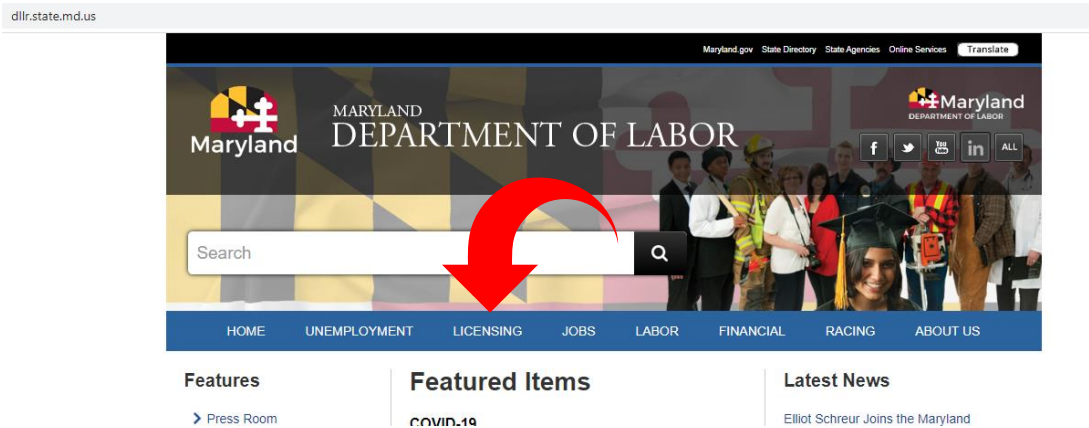 dllr.state.md.us
Maryland.gov State Directory State Agencies Online Services Translate
Maryland
MARYLAND
DEPARTMENT OF LABOR
Maryland
DEPARTMENT OF LABOR
f You in ALL
Search
HOME UNEMPLOYMENT LICENSING JOBS LABOR FINANCIAL RACING ABOUT US
Features
Press Room
Featured Items
COVID-19
Latest News
Elliot Schreur Joins the Maryland